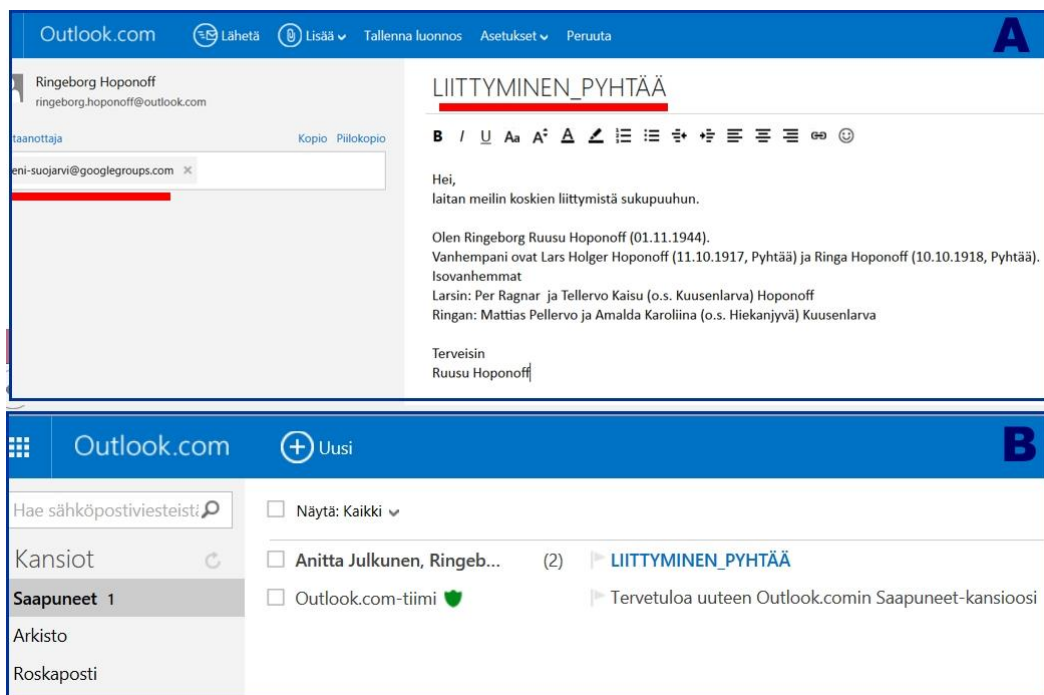 Outlook.com Lähetä Lisää Tallenna luonnos Asetukset Peruuta A
Ringeborg Hoponoff
ringeborg.hoponoff@outlook.com
taanottaja Kopio Piilokopio
eni-suojarvi@googlegroups.com ×
LIITTYMINEN_PYHTÄÄ
B I U Aa A A
Hei,
laitan meilin koskien liittymistä sukupuuhun.
Olen Ringeborg Ruusu Hoponoff (01.11.1944).
Vanhempani ovat Lars Holger Hoponoff (11.10.1917, Pyhtää) ja Ringa Hoponoff (10.10.1918, Pyhtää).
Isovanhemmat
Larsin: Per Ragnar ja Tellervo Kaisu (o.s. Kuusenlarva) Hoponoff
Ringan: Mattias Pellervo ja Amalda Karoliina (o.s. Hiekanjyvä) Kuusenlarva
Terveisin
Ruusu Hoponoff
Outlook.com Uusi B
Hae sähköpostiviesteistä
Näytä: Kaikki
Kansiot
Anitta Julkunen, Ringeb... (2) LIITTYMINEN_PYHTÄÄ
Saapuneet 1
Outlook.com-tiimi Tervetuloa uuteen Outlook.comin Saapuneet-kansioosi
Arkisto
Roskaposti